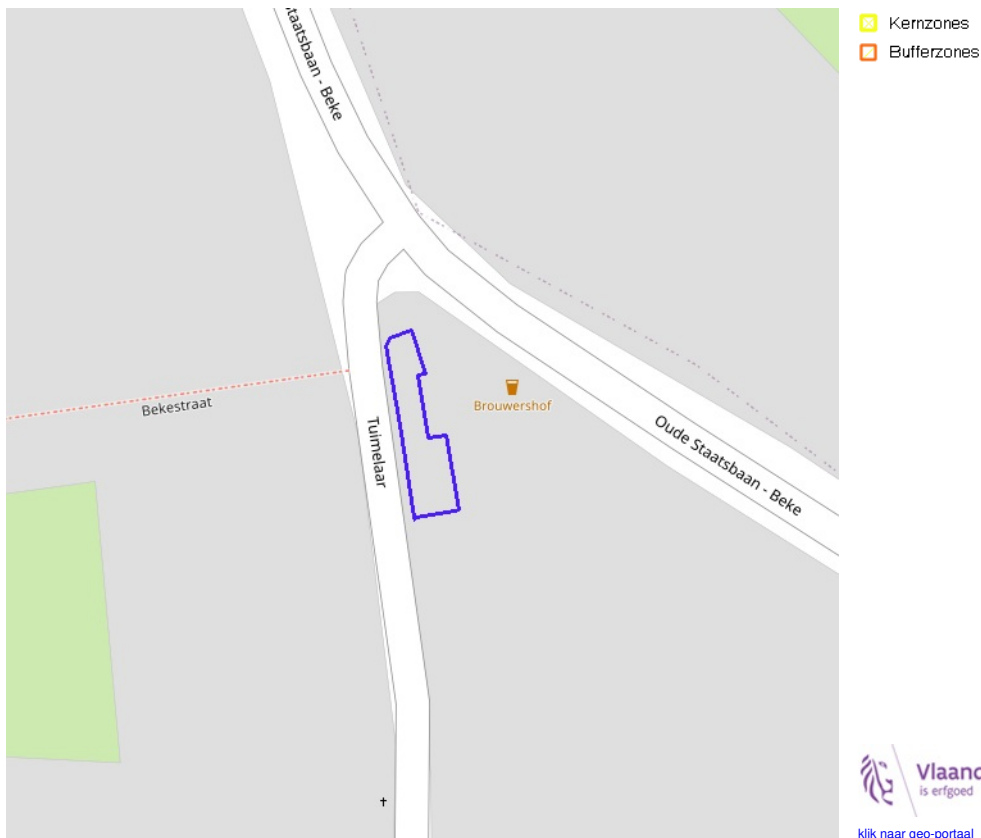 Kernzones
Bufferzones
Staatsbaan - Beke
Bekestraat
Tuimelaar
Brouwershof
Oude Staatsbaan - Beke
is erfgoed
klik naar geo-portaal